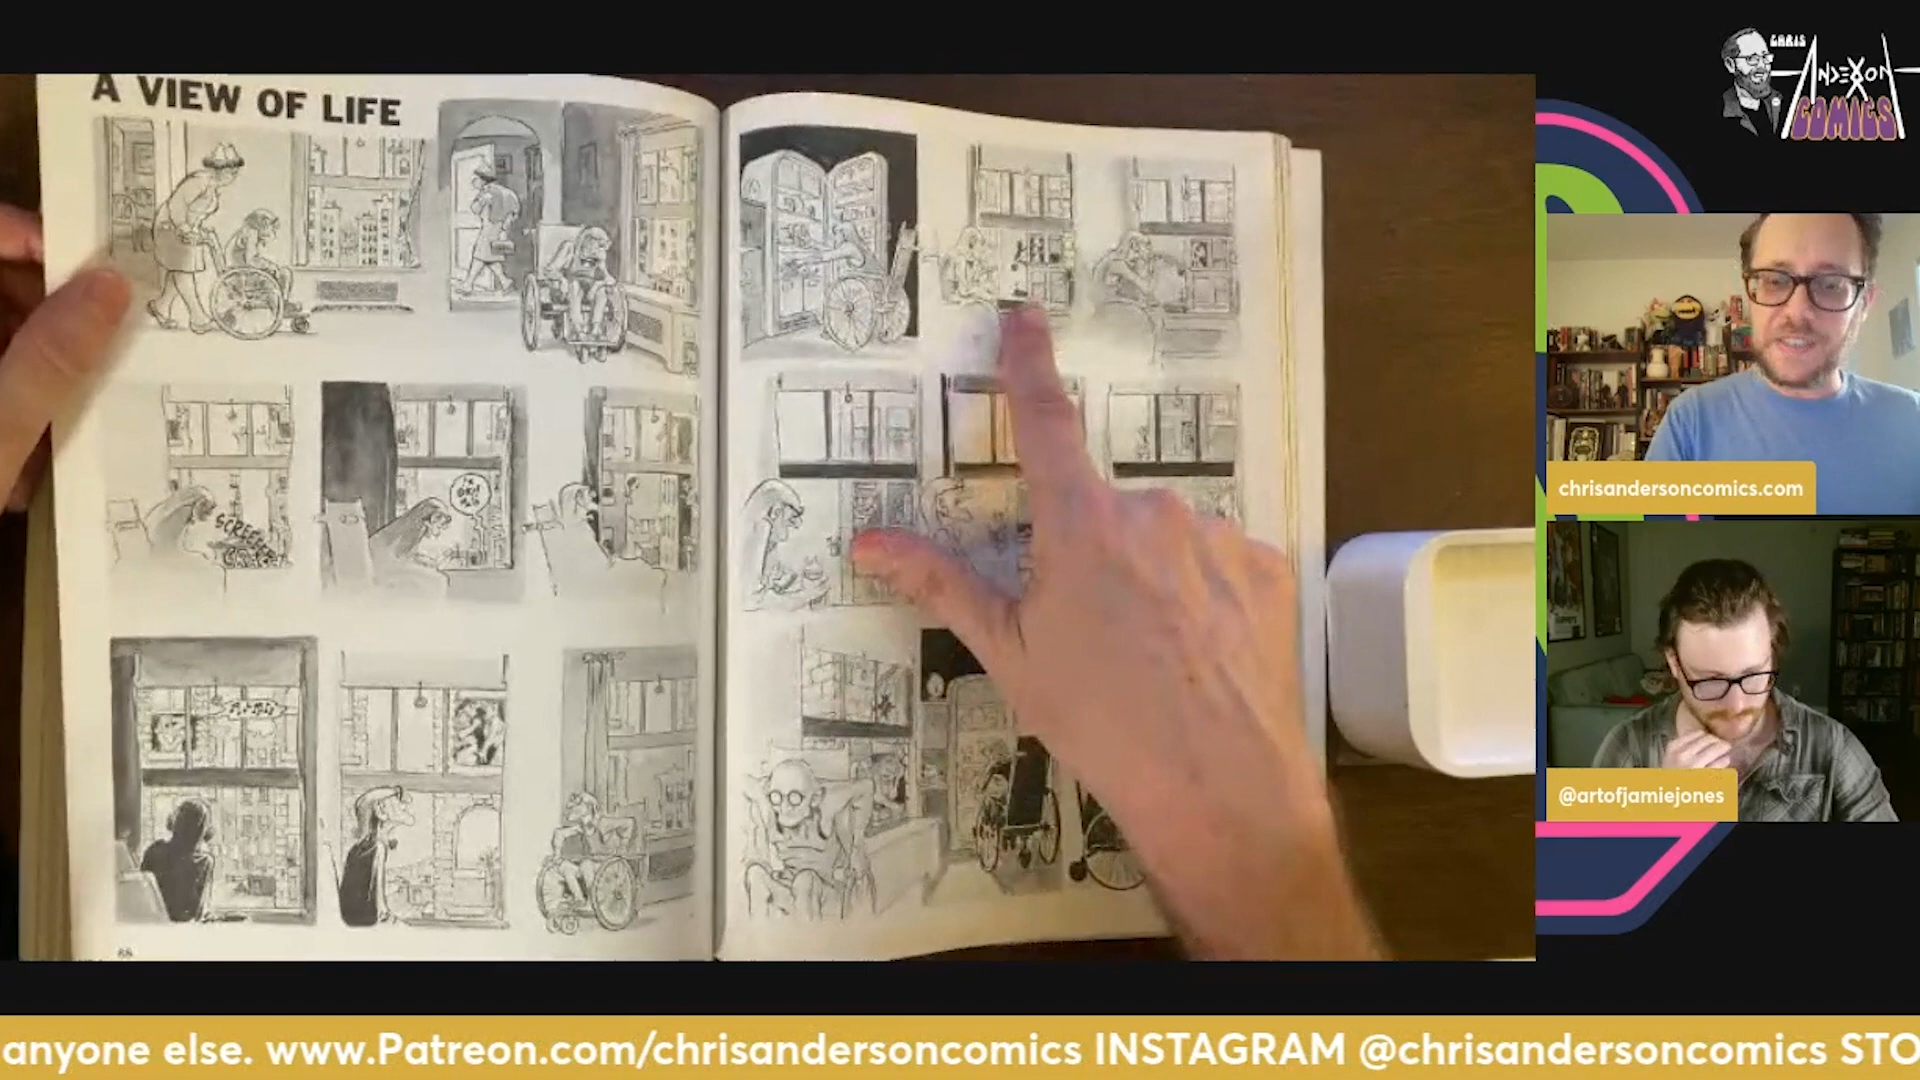 A VIEW OF LIFE
CHRIS
ANDERSON
COMICS
chrisandersoncomics.com
SCREEEE
@artofjamiejones
88
anyone else. www.Patreon.com/chrisandersoncomics INSTAGRAM @chrisandersoncomics STO